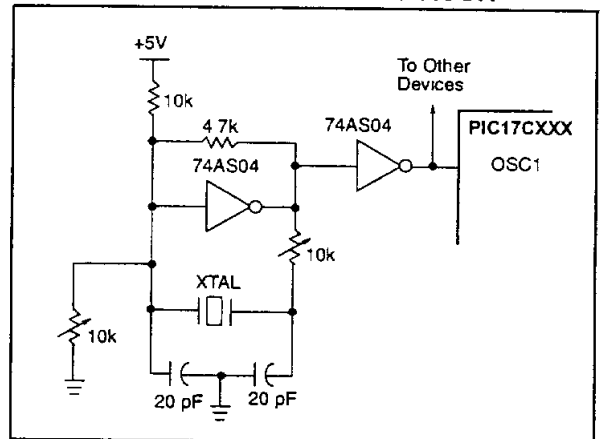 +5V
10k
4 7k
74AS04
74AS04
To Other
Devices
PIC17CXXX
OSC1
10k
XTAL
10k
20 pF
20 pF